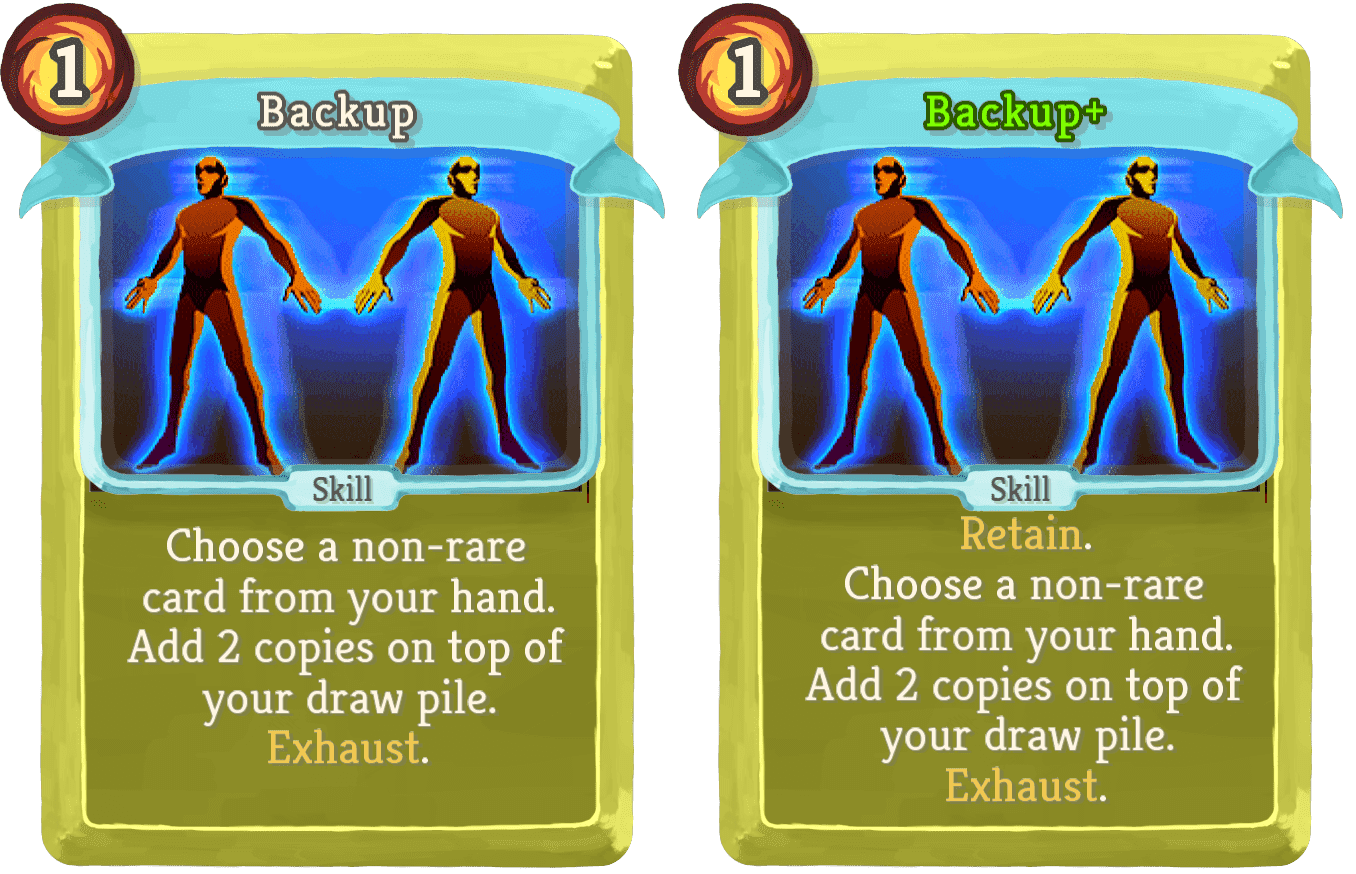 1
Backup
Skill
Choose a non-rare
card from your hand.
Add 2 copies on top of
your draw pile.
Exhaust.
1
Backup+
Skill
Retain.
Choose a non-rare
card from your hand.
Add 2 copies on top of
your draw pile.
Exhaust.